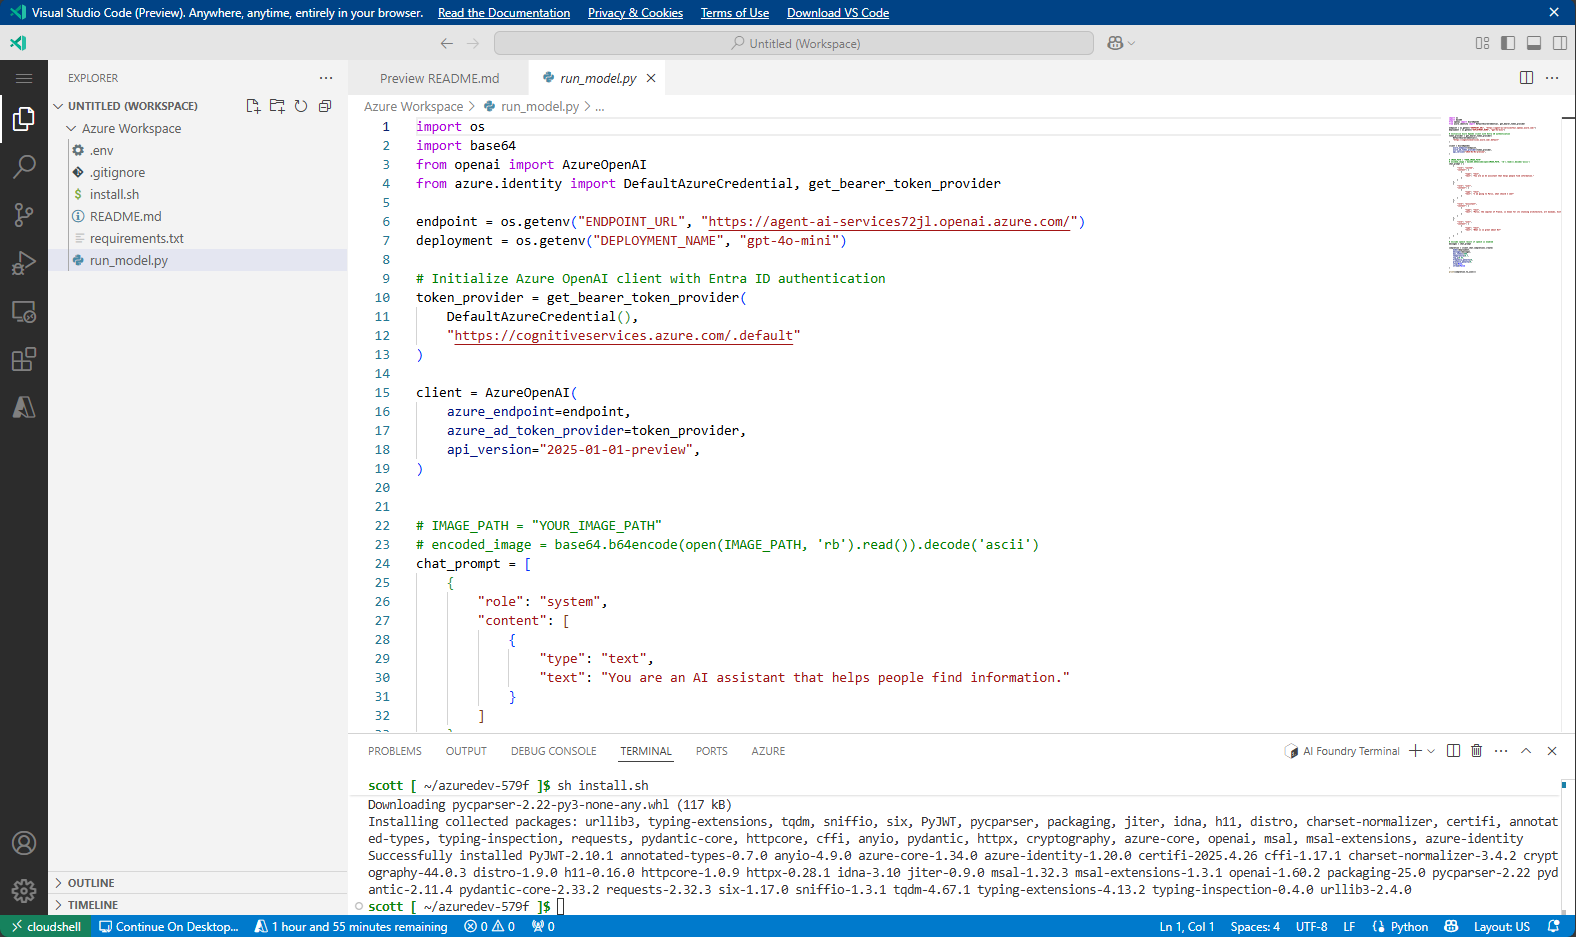 Visual Studio Code (Preview). Anywhere, anytime, entirely in your browser. Read the Documentation Privacy & Cookies Terms of Use Download VS Code
Untitled (Workspace)
EXPLORER
UNTITLED (WORKSPACE)
Azure Workspace
.env
.gitignore
$ install.sh
README.md
requirements.txt
run_model.py
OUTLINE
TIMELINE
Preview README.md
run_model.py
Azure Workspace > run_model.py > ...
1 import os
2 import base64
3 from openai import AzureOpenAI
4 from azure.identity import DefaultAzureCredential, get_bearer_token_provider
5
6 endpoint = os.getenv("ENDPOINT_URL", "https://agent-ai-services72jl.openai.azure.com/")
7 deployment = os.getenv("DEPLOYMENT_NAME", "gpt-4o-mini")
8
9 # Initialize Azure OpenAI client with Entra ID authentication
10 token_provider = get_bearer_token_provider(
11 DefaultAzureCredential(),
12 "https://cognitiveservices.azure.com/.default"
13 )
14
15 client = AzureOpenAI(
16 azure_endpoint=endpoint,
17 azure_ad_token_provider=token_provider,
18 api_version="2025-01-01-preview",
19 )
20
21
22 # IMAGE_PATH = "YOUR_IMAGE_PATH"
23 # encoded_image = base64.b64encode(open(IMAGE_PATH, 'rb').read()).decode('ascii')
24 chat_prompt = [
25 {
26 "role": "system",
27 "content": [
28 {
29 "type": "text",
30 "text": "You are an AI assistant that helps people find information."
31 }
32 ]
PROBLEMS OUTPUT DEBUG CONSOLE TERMINAL PORTS AZURE
AI Foundry Terminal
scott [ ~/azuredev-579f ]$ sh install.sh
Downloading pycparser-2.22-py3-none-any.whl (117 kB)
Installing collected packages: urllib3, typing-extensions, tqdm, sniffio, six, PyJWT, pycparser, packaging, jiter, idna, h11, distro, charset-normalizer, certifi, annotat
ed-types, typing-inspection, requests, pydantic-core, httpcore, cffi, anyio, pydantic, httpx, cryptography, azure-core, openai, msal, msal-extensions, azure-identity
Successfully installed PyJWT-2.10.1 annotated-types-0.7.0 anyio-4.9.0 azure-core-1.34.0 azure-identity-1.20.0 certifi-2025.4.26 cffi-1.17.1 charset-normalizer-3.4.2 crypt
ography-44.0.3 distro-1.9.0 h11-0.16.0 httpcore-1.0.9 httpx-0.28.1 idna-3.10 jiter-0.9.0 msal-1.32.3 msal-extensions-1.3.1 openai-1.60.2 packaging-25.0 pycparser-2.22 pyd
antic-2.11.4 pydantic-core-2.33.2 requests-2.32.3 six-1.17.0 sniffio-1.3.1 tqdm-4.67.1 typing-extensions-4.13.2 typing-inspection-0.4.0 urllib3-2.4.0
scott [ ~/azuredev-579f ]$
cloudshell Continue On Desktop... 1 hour and 55 minutes remaining 0 0 0 Ln 1, Col 1 Spaces: 4 UTF-8 LF {} Python Layout: US